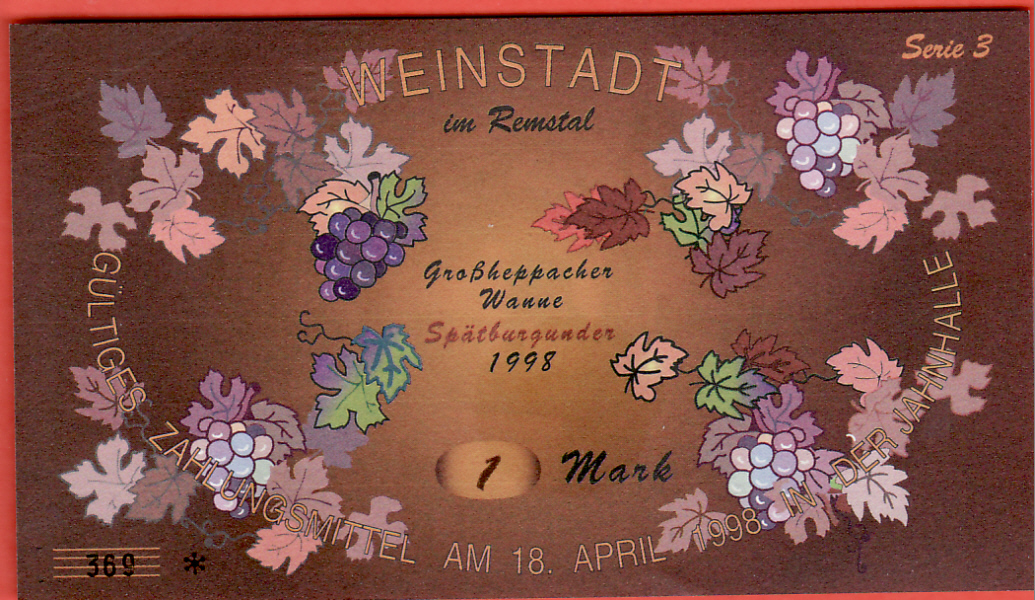 Serie 3
WEINSTADT
im Remstal
Großheppacher
Wanne
Spätburgunder
1998
1 Mark
GÜLTIGES ZAHLUNGSMITTEL AM 18. APRIL 1998 IN DER JAHNHALLE
369 *